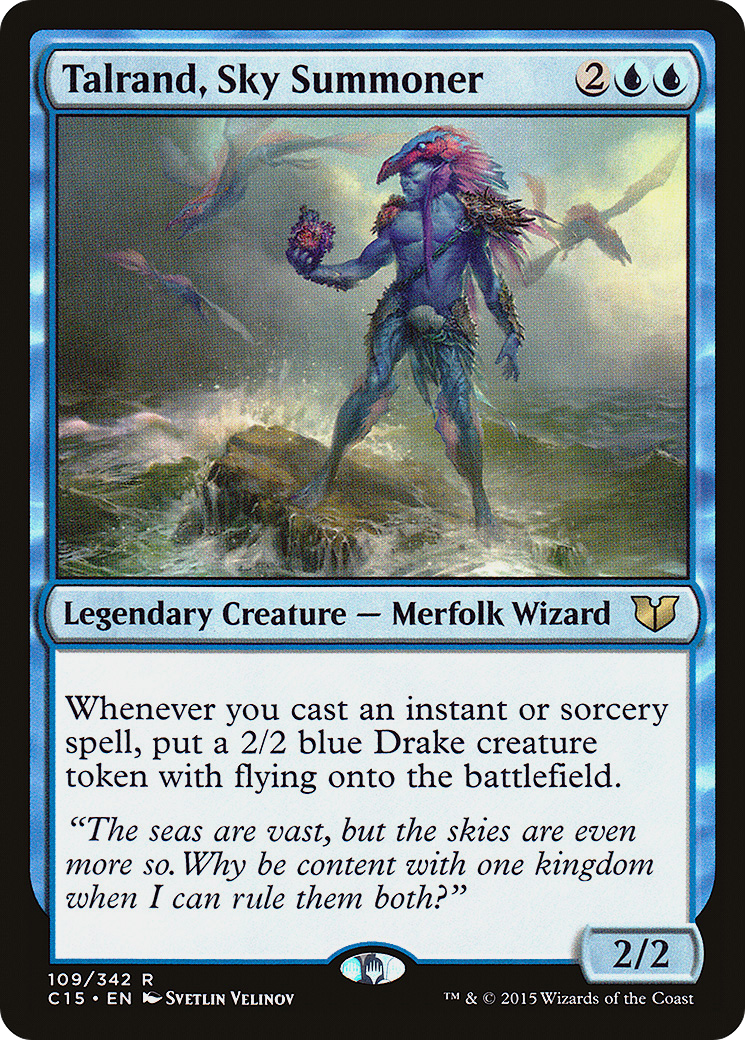 Talrand, Sky Summoner 2
Legendary Creature — Merfolk Wizard
Whenever you cast an instant or sorcery
spell, put a 2/2 blue Drake creature
token with flying onto the battlefield.
“The seas are vast, but the skies are even
more so. Why be content with one kingdom
when I can rule them both?”
2/2
109/342 R
C15 • EN Svetlin Velinov
™ & © 2015 Wizards of the Coast